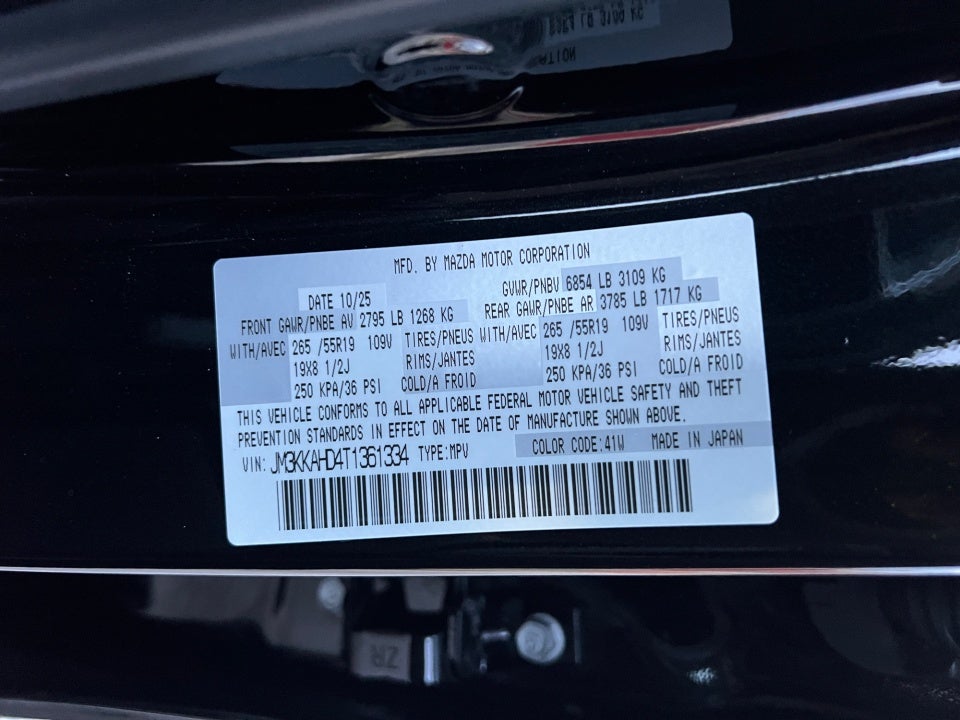 MFD. BY MAZDA MOTOR CORPORATION
DATE 10/25 GVWR/PNBV 6854 LB 3109 KG
FRONT GAWR/PNBE AV 2795 LB 1268 KG REAR GAWR/PNBE AR 3785 LB 1717 KG
WITH/AVEC 265 /55R19 109V TIRES/PNEUS WITH/AVEC 265 /55R19 109V TIRES/PNEUS
19X8 1/2J RIMS/JANTES 19X8 1/2J RIMS/JANTES
250 KPA/36 PSI COLD/A FROID 250 KPA/36 PSI COLD/A FROID
THIS VEHICLE CONFORMS TO ALL APPLICABLE FEDERAL MOTOR VEHICLE SAFETY AND THEFT
PREVENTION STANDARDS IN EFFECT ON THE DATE OF MANUFACTURE SHOWN ABOVE.
VIN: JM3KKAHD4T1361334 TYPE:MPV COLOR CODE:41W MADE IN JAPAN
ZR